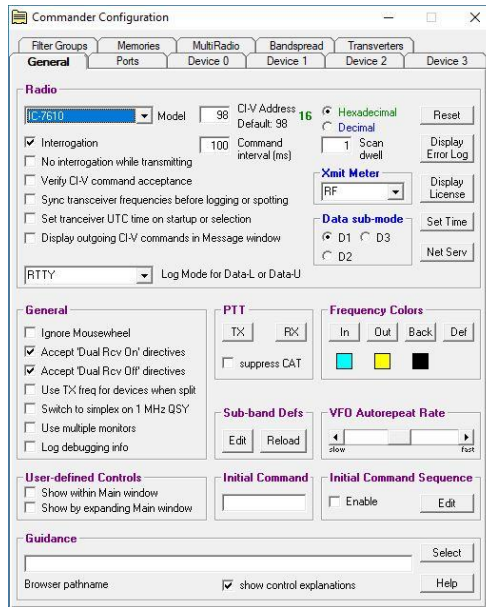 Commander Configuration
Filter Groups Memories MultiRadio Bandspread Transverters
General Ports Device 0 Device 1 Device 2 Device 3
Radio
IC-7610 Model 98 CI-V Address 16 Hexadecimal Reset
Default: 98 Decimal
Interrogation 100 Command interval (ms) 1 Scan dwell Display Error Log
No interrogation while transmitting
Verify CI-V command acceptance Xmit Meter Display License
Sync transceiver frequencies before logging or spotting RF
Set tranceiver UTC time on startup or selection Data sub-mode Set Time
Display outgoing CI-V commands in Message window D1 D3
D2 Net Serv
RTTY Log Mode for Data-L or Data-U
General PTT Frequency Colors
Ignore Mousewheel TX RX In Out Back Def
Accept 'Dual Rcv On' directives
Accept 'Dual Rcv Off' directives suppress CAT
Use TX freq for devices when split
Switch to simplex on 1 MHz QSY Sub-band Defs VFO Autorepeat Rate
Use multiple monitors Edit Reload
Log debugging info slow fast
User-defined Controls Initial Command Initial Command Sequence
Show within Main window Enable Edit
Show by expanding Main window
Guidance
Select
Browser pathname show control explanations Help